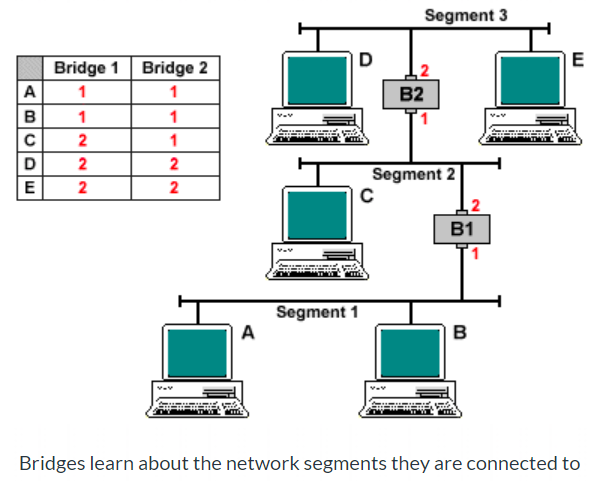 Segment 3
Bridge 1 Bridge 2
A 1 1
B 1 1
C 2 1
D 2 2
E 2 2
D
E
2
B2
1
Segment 2
C
2
B1
1
Segment 1
A
B
Bridges learn about the network segments they are connected to